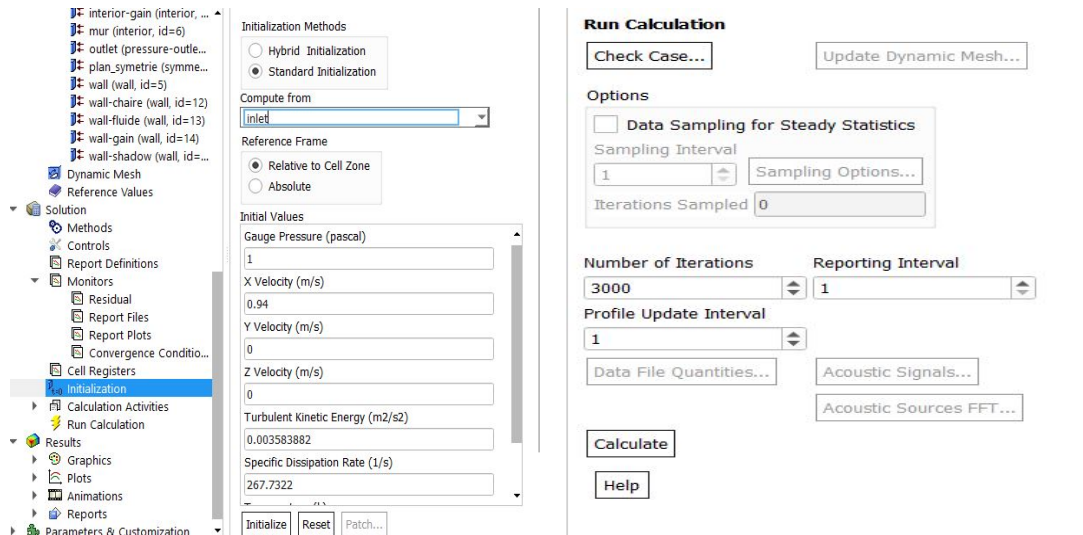 interior-gain (interior, ...
mur (interior, id=6)
outlet (pressure-outle...
plan_symetrie (symme...
wall (wall, id=5)
wall-chaire (wall, id=12)
wall-fluide (wall, id=13)
wall-gain (wall, id=14)
wall-shadow (wall, id=...
Dynamic Mesh
Reference Values
Solution
Methods
Controls
Report Definitions
Monitors
Residual
Report Files
Report Plots
Convergence Conditio...
Cell Registers
Initialization
Calculation Activities
Run Calculation
Results
Graphics
Plots
Animations
Reports
Parameters & Customization
Initialization Methods
Hybrid Initialization
Standard Initialization
Compute from
inlet
Reference Frame
Relative to Cell Zone
Absolute
Initial Values
Gauge Pressure (pascal)
1
X Velocity (m/s)
0.94
Y Velocity (m/s)
0
Z Velocity (m/s)
0
Turbulent Kinetic Energy (m2/s2)
0.003583882
Specific Dissipation Rate (1/s)
267.7322
Initialize Reset Patch...
Run Calculation
Check Case... Update Dynamic Mesh...
Options
Data Sampling for Steady Statistics
Sampling Interval
1 Sampling Options...
Iterations Sampled 0
Number of Iterations Reporting Interval
3000 1
Profile Update Interval
1
Data File Quantities... Acoustic Signals...
Acoustic Sources FFT...
Calculate
Help